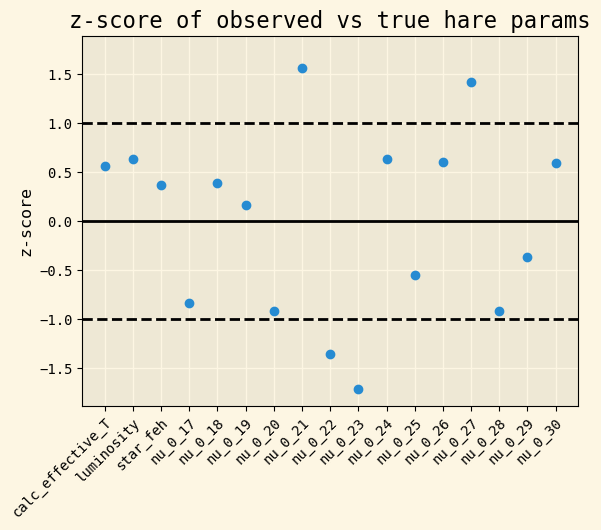 z-score of observed vs true hare params
z-score
1.5
1.0
0.5
0.0
−0.5
−1.0
−1.5
calc_effective_T
luminosity
star_feh
nu_0_17
nu_0_18
nu_0_19
nu_0_20
nu_0_21
nu_0_22
nu_0_23
nu_0_24
nu_0_25
nu_0_26
nu_0_27
nu_0_28
nu_0_29
nu_0_30